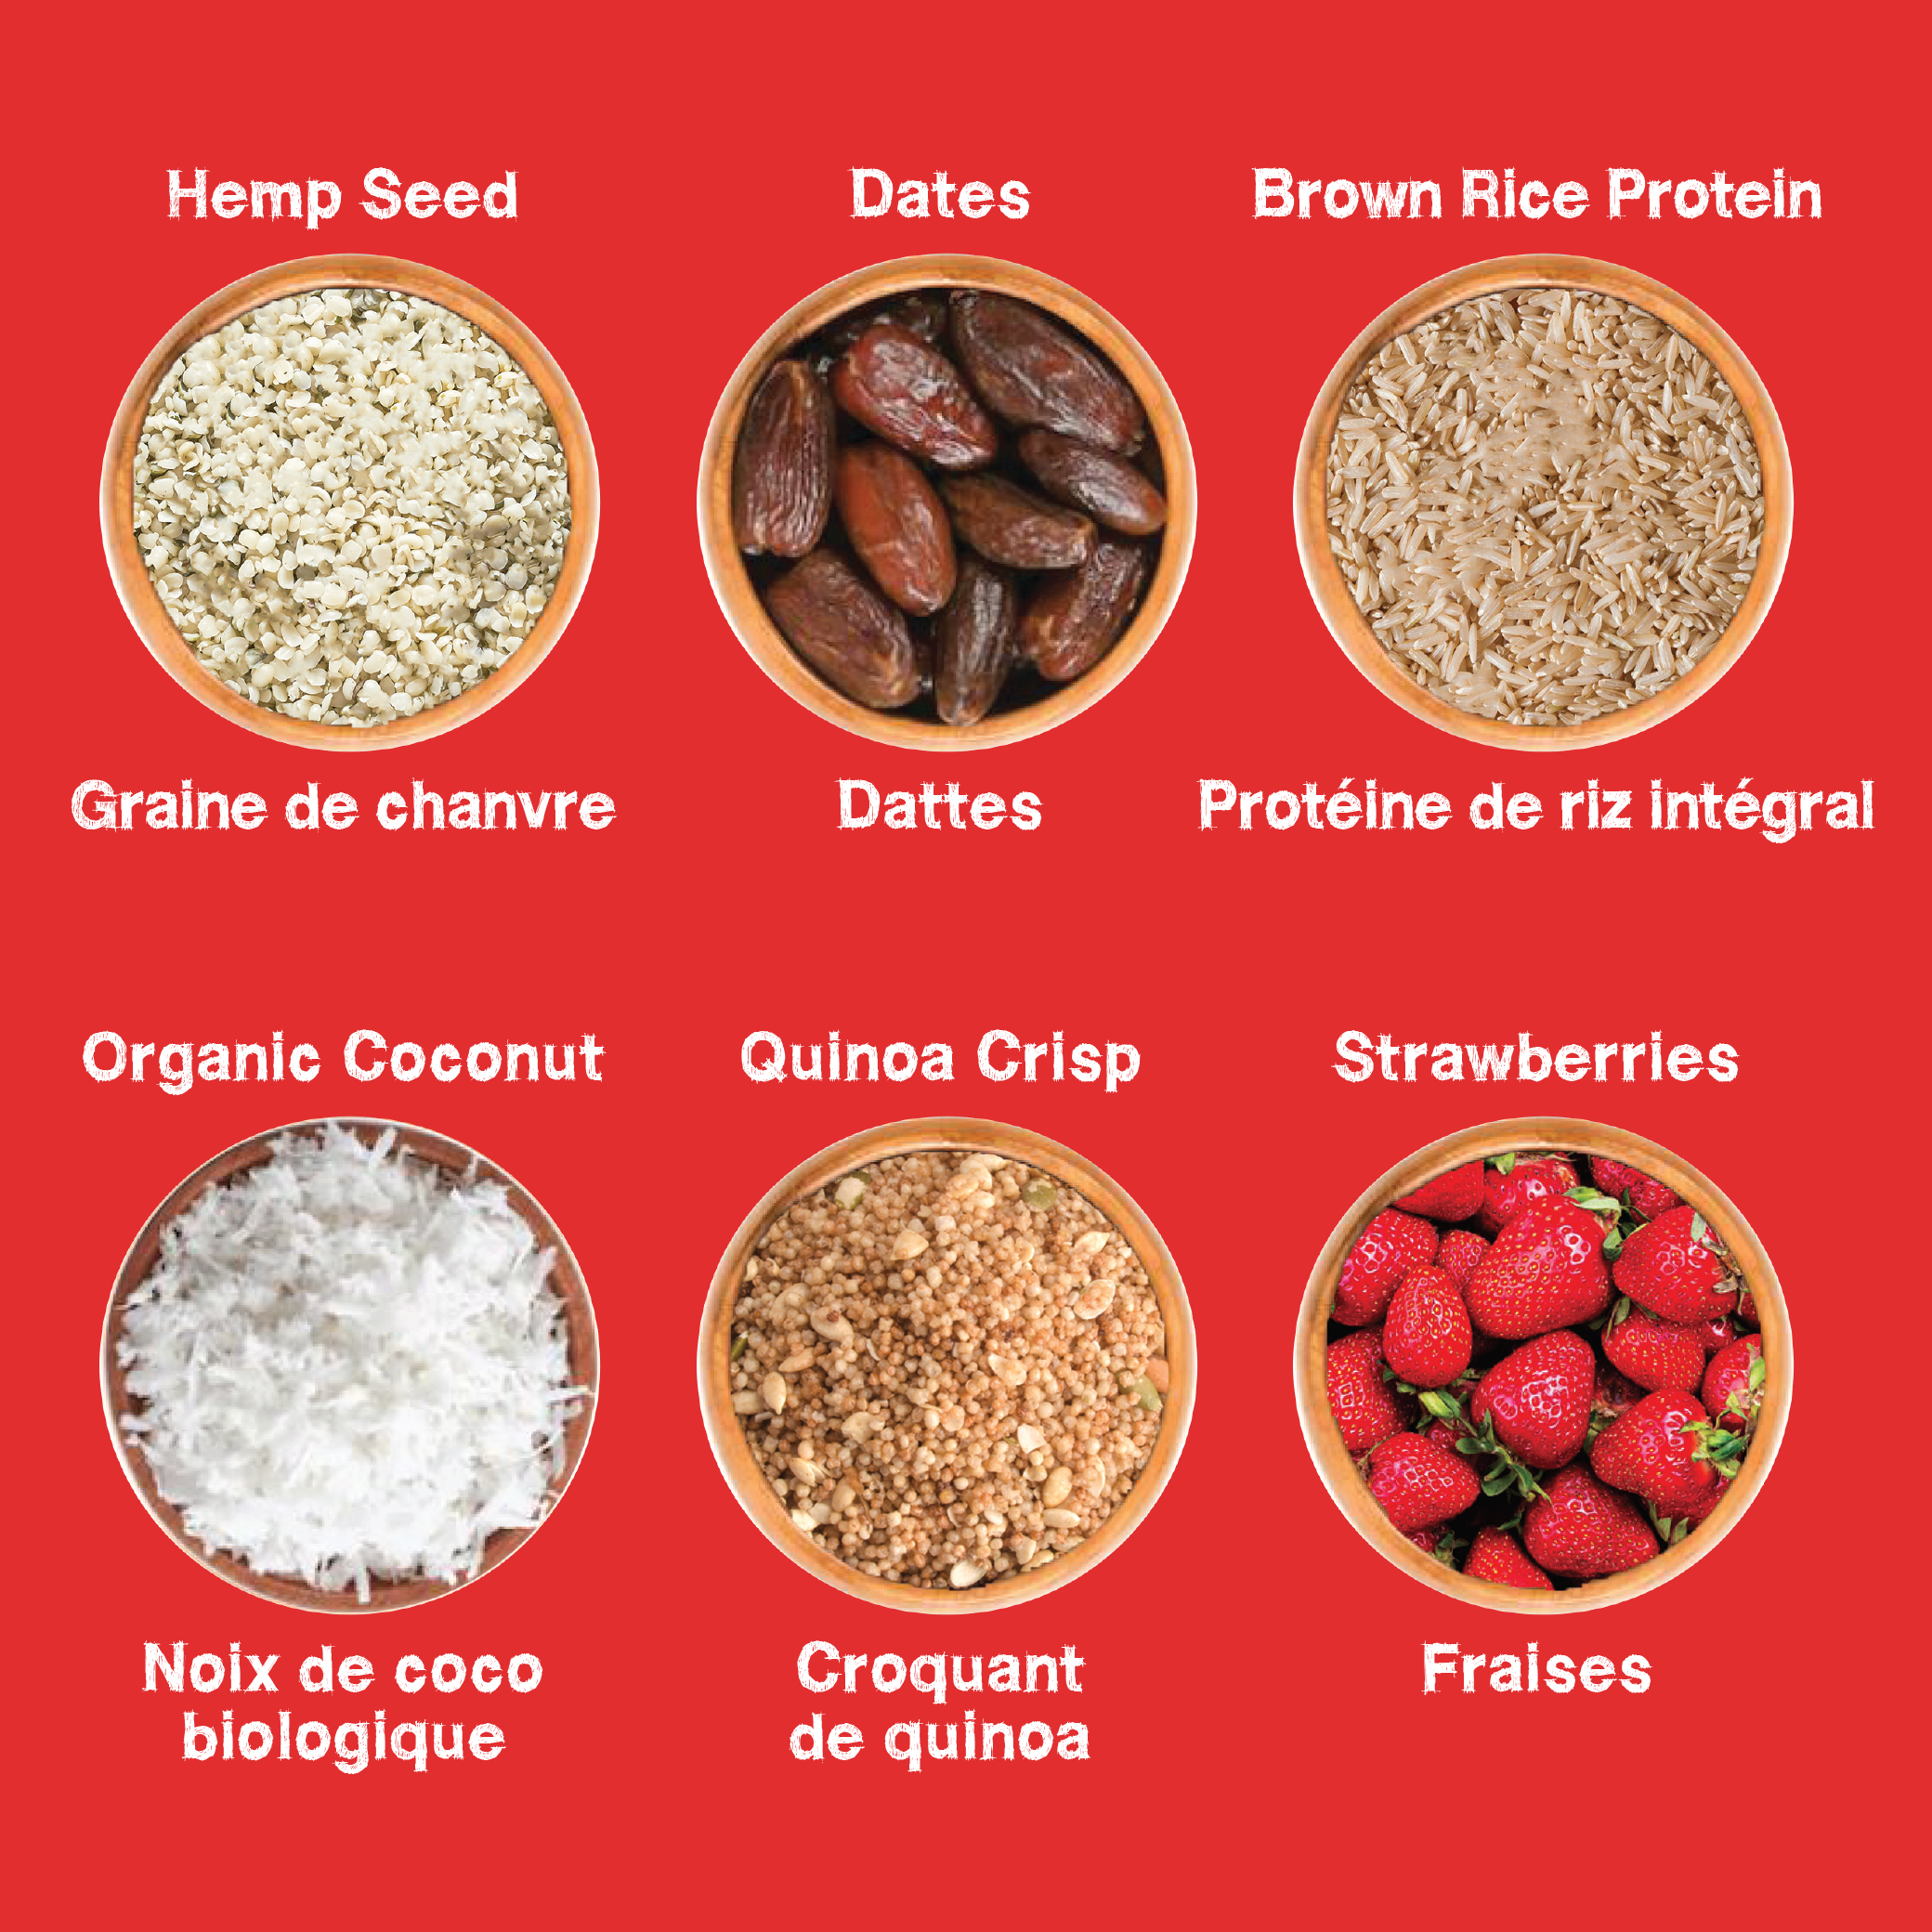 Hemp Seed
Dates
Brown Rice Protein
Graine de chanvre
Dattes
Protéine de riz intégral
Organic Coconut
Quinoa Crisp
Strawberries
Noix de coco
biologique
Croquant
de quinoa
Fraises